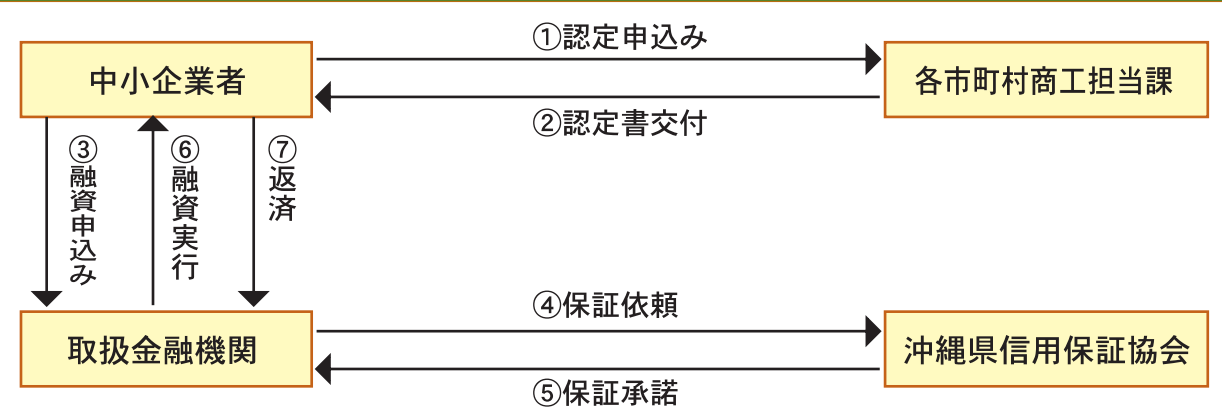 ①認定申込み
中小企業者
各市町村商工担当課
②認定書交付
③融資申込み
⑥融資実行
⑦返済
④保証依頼
取扱金融機関
沖縄県信用保証協会
⑤保証承諾